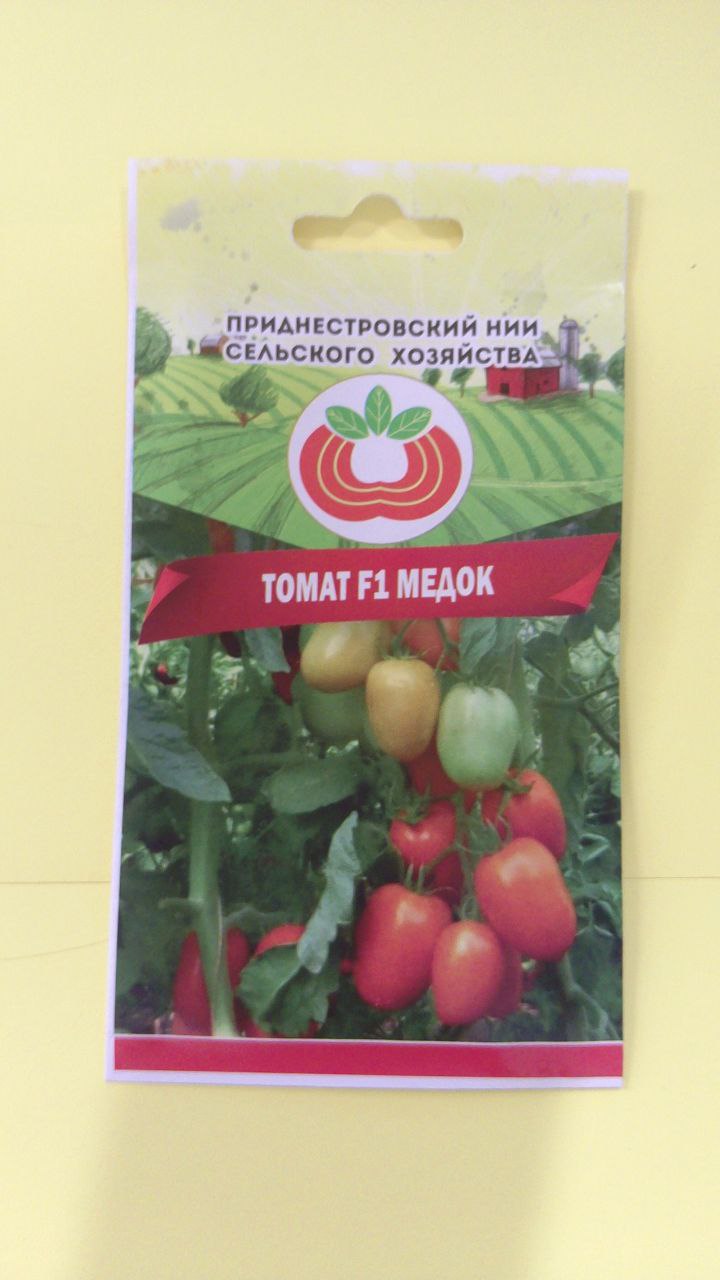 ПРИДНЕСТРОВСКИЙ НИИ
СЕЛЬСКОГО ХОЗЯЙСТВА
ТОМАТ F1 МЕДОК